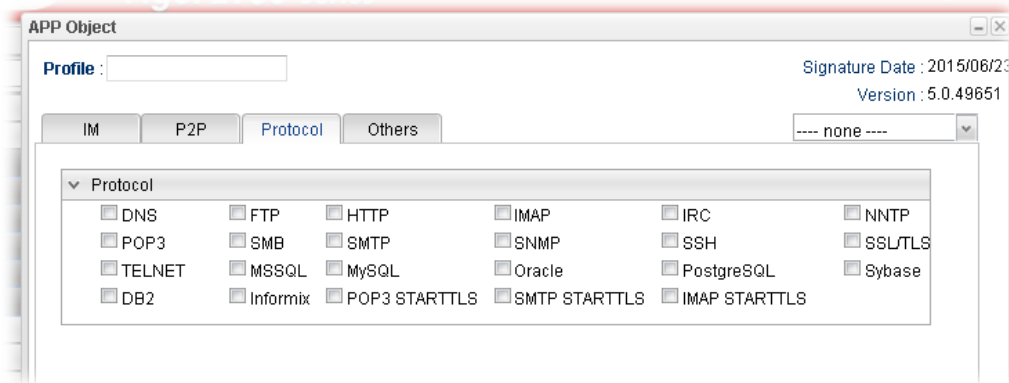 APP Object
Profile :
Signature Date : 2015/06/23
Version : 5.0.49651
IM P2P Protocol Others
---- none ----
Protocol
DNS FTP HTTP IMAP IRC NNTP
POP3 SMB SMTP SNMP SSH SSL/TLS
TELNET MSSQL MySQL Oracle PostgreSQL Sybase
DB2 Informix POP3 STARTTLS SMTP STARTTLS IMAP STARTTLS